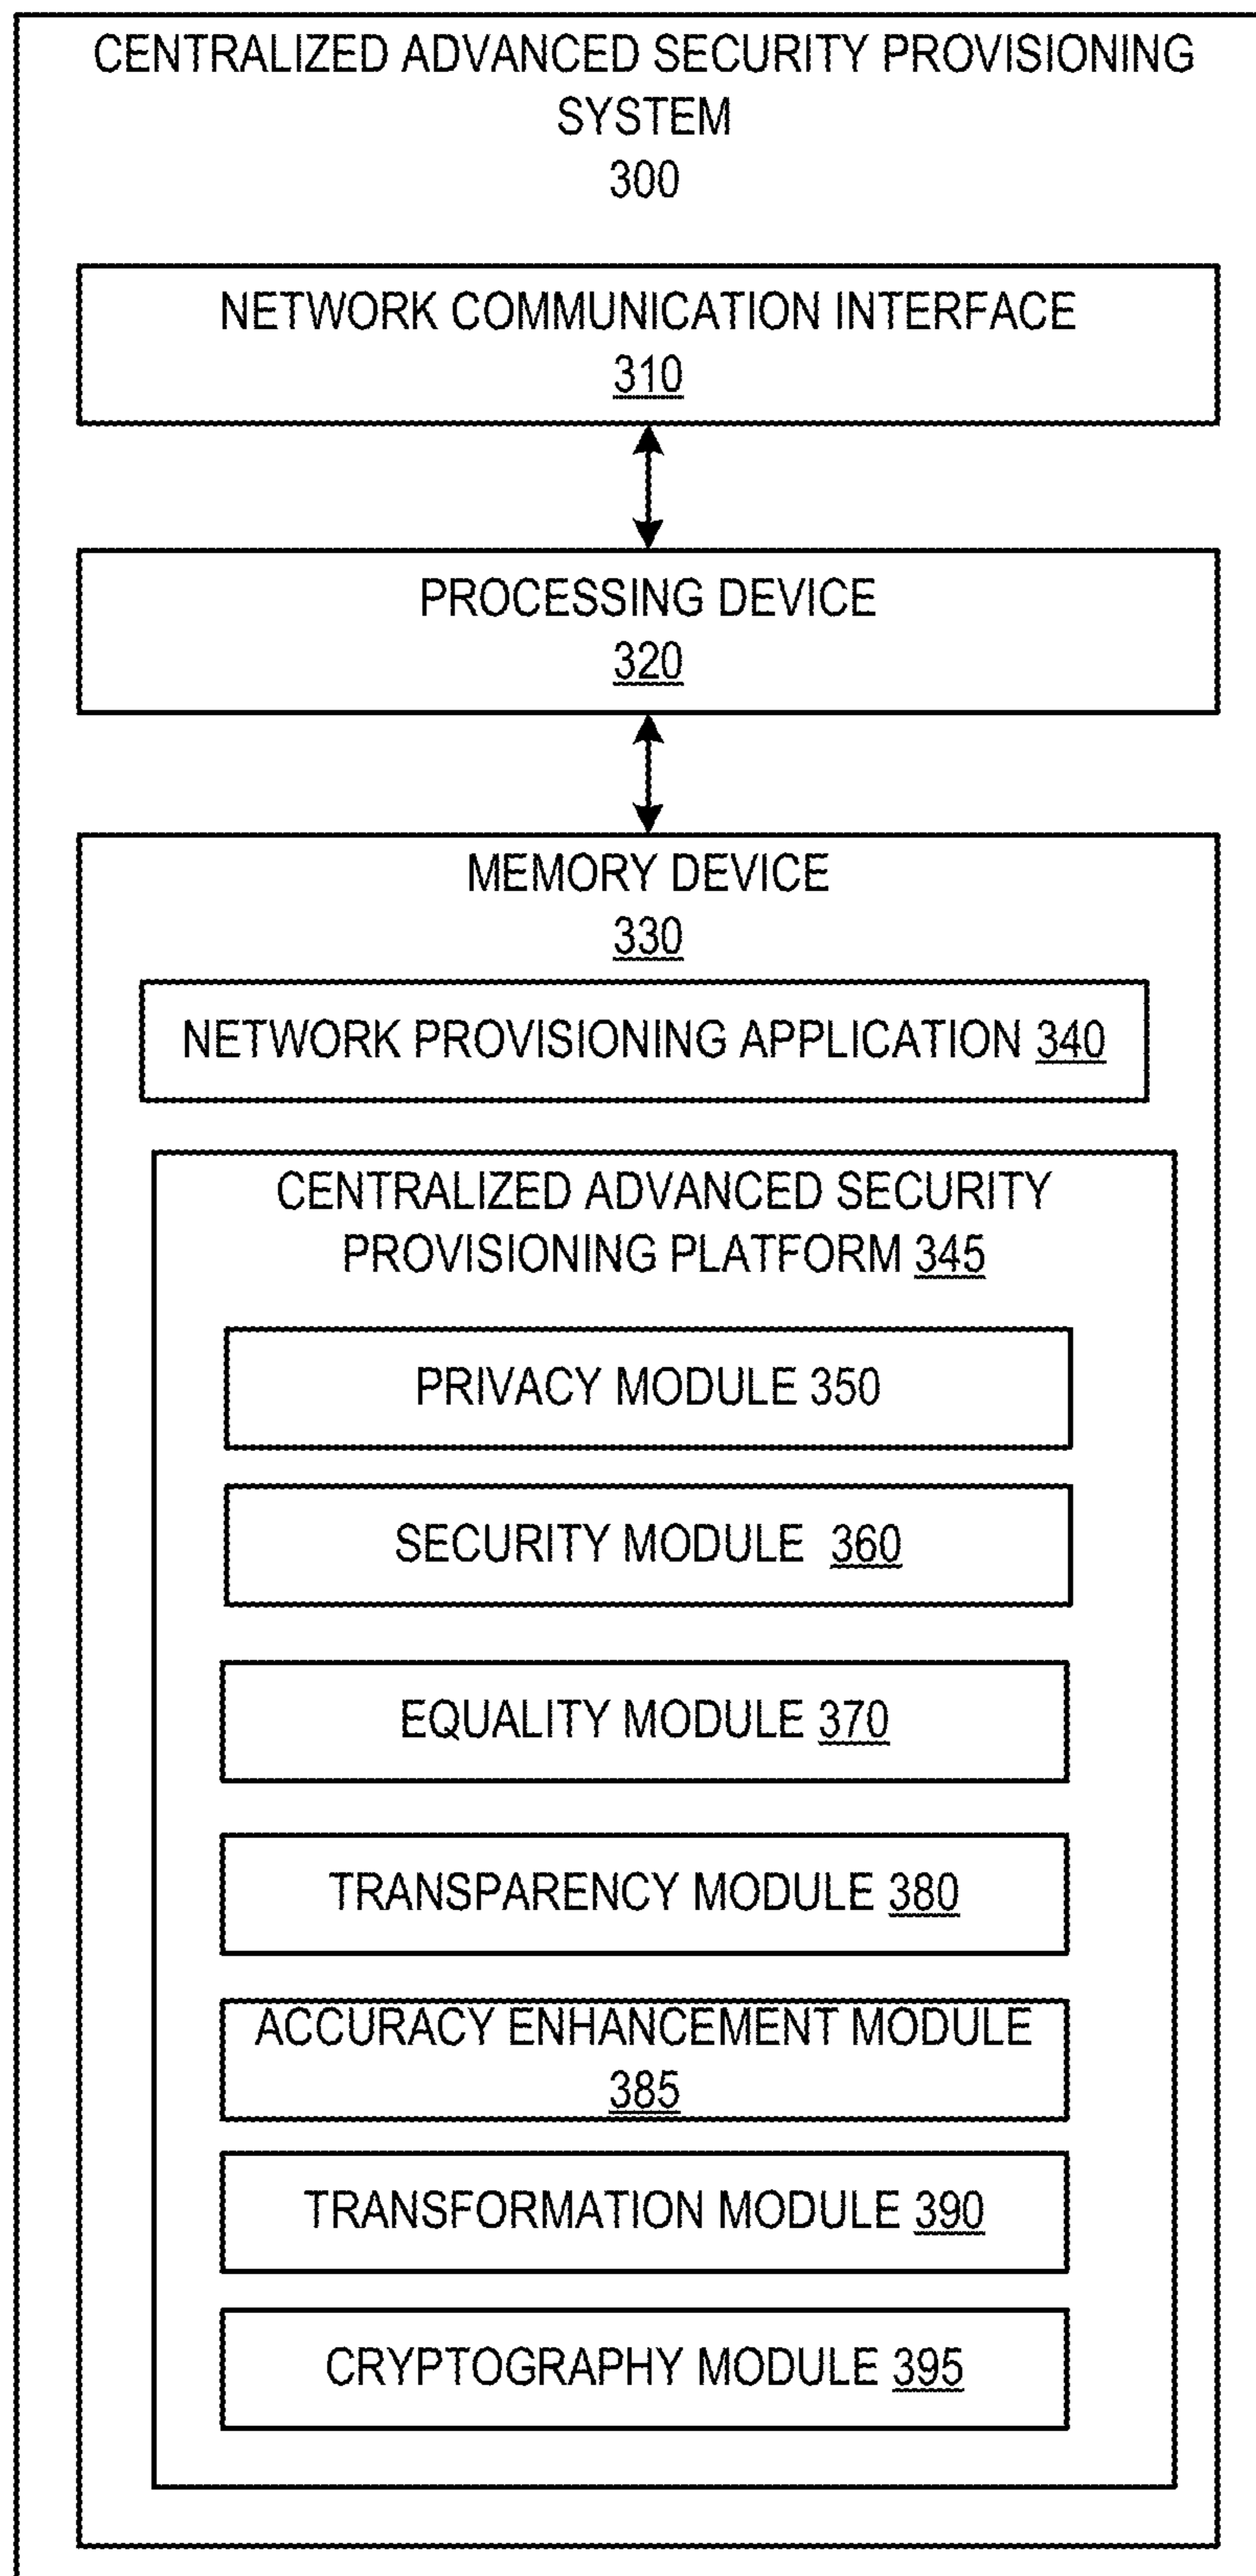 CENTRALIZED ADVANCED SECURITY PROVISIONING
SYSTEM
300
NETWORK COMMUNICATION INTERFACE
310
PROCESSING DEVICE
320
MEMORY DEVICE
330
NETWORK PROVISIONING APPLICATION 340
CENTRALIZED ADVANCED SECURITY
PROVISIONING PLATFORM 345
PRIVACY MODULE 350
SECURITY MODULE 360
EQUALITY MODULE 370
TRANSPARENCY MODULE 380
ACCURACY ENHANCEMENT MODULE
385
TRANSFORMATION MODULE 390
CRYPTOGRAPHY MODULE 395